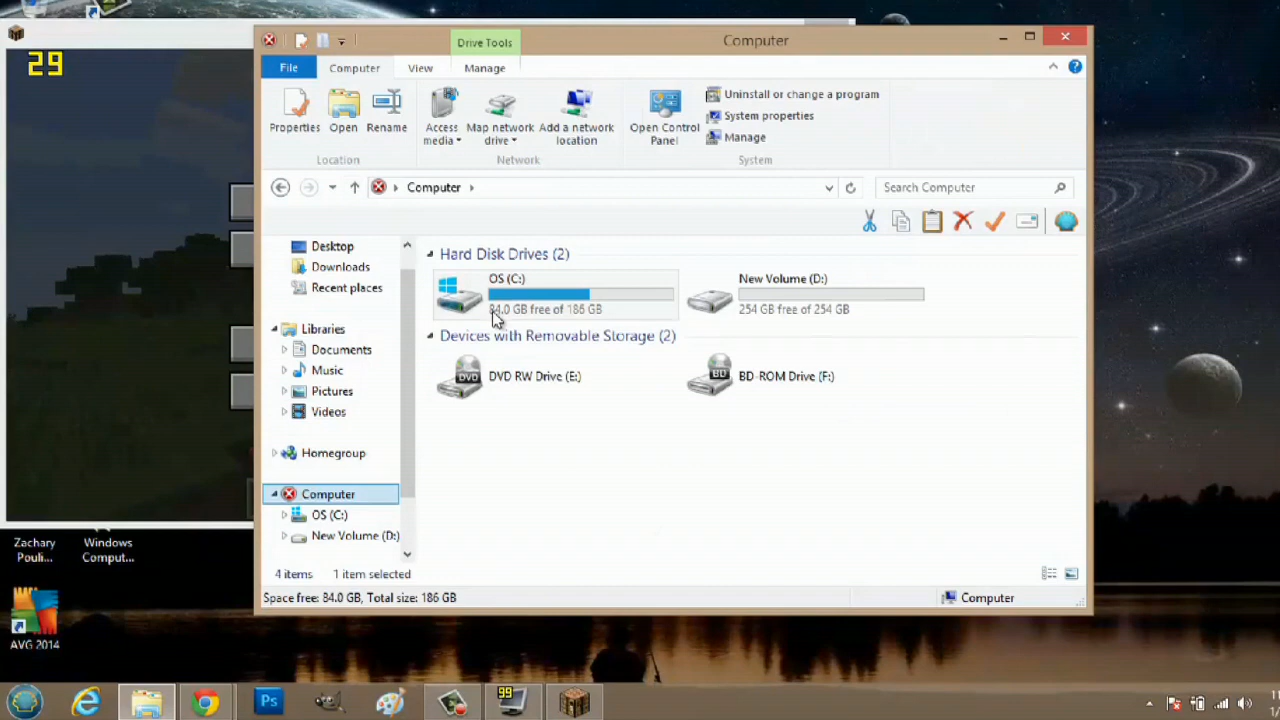 29
Drive Tools
Computer
File
Computer
View
Manage
Properties
Open
Rename
Access
media
Map network
drive
Add a network
location
Open Control
Panel
Uninstall or change a program
System properties
Manage
Location
Network
System
Computer
Search Computer
Desktop
Downloads
Recent places
Libraries
Documents
Music
Pictures
Videos
Homegroup
Computer
OS (C:)
New Volume (D:)
Hard Disk Drives (2)
OS (C:)
84.0 GB free of 186 GB
New Volume (D:)
254 GB free of 254 GB
Devices with Removable Storage (2)
DVD
DVD RW Drive (E:)
BD
BD-ROM Drive (F:)
4 items
1 item selected
Space free: 84.0 GB, Total size: 186 GB
Computer
Zachary
Pouli...
Windows
Comput...
AVG 2014
Ps
99